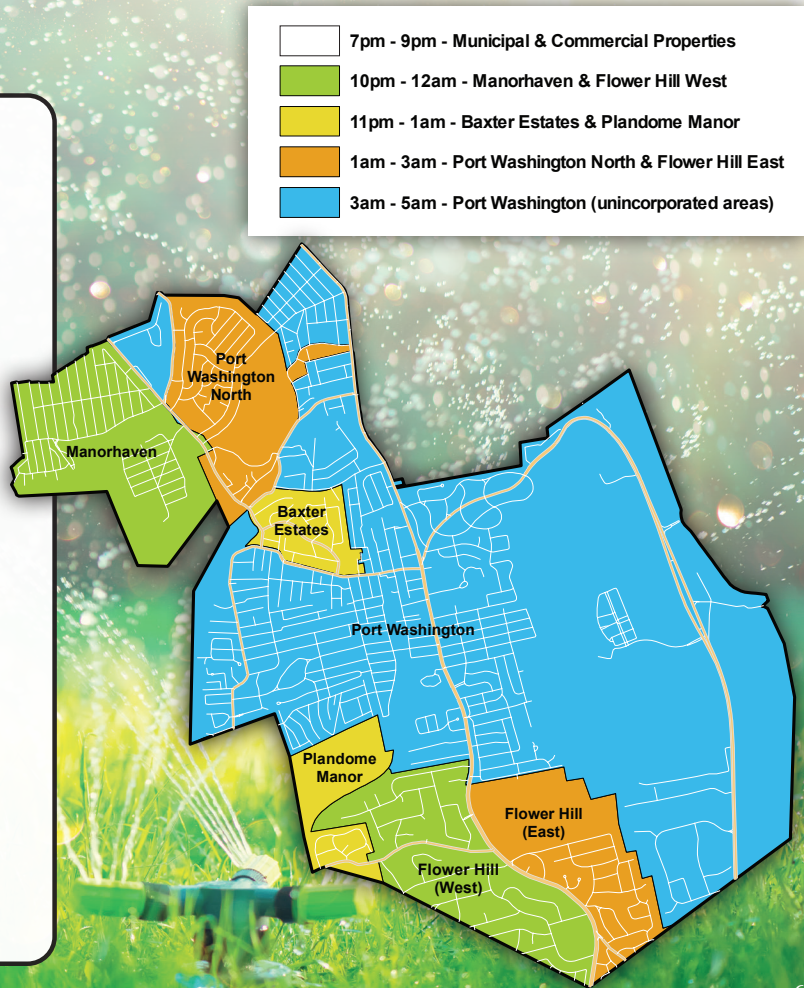 7pm - 9pm - Municipal & Commercial Properties
10pm - 12am - Manorhaven & Flower Hill West
11pm - 1am - Baxter Estates & Plandome Manor
1am - 3am - Port Washington North & Flower Hill East
3am - 5am - Port Washington (unincorporated areas)
Port
Washington
North
Manorhaven
Baxter
Estates
Port Washington
Plandome
Manor
Flower Hill
(East)
Flower Hill
(West)